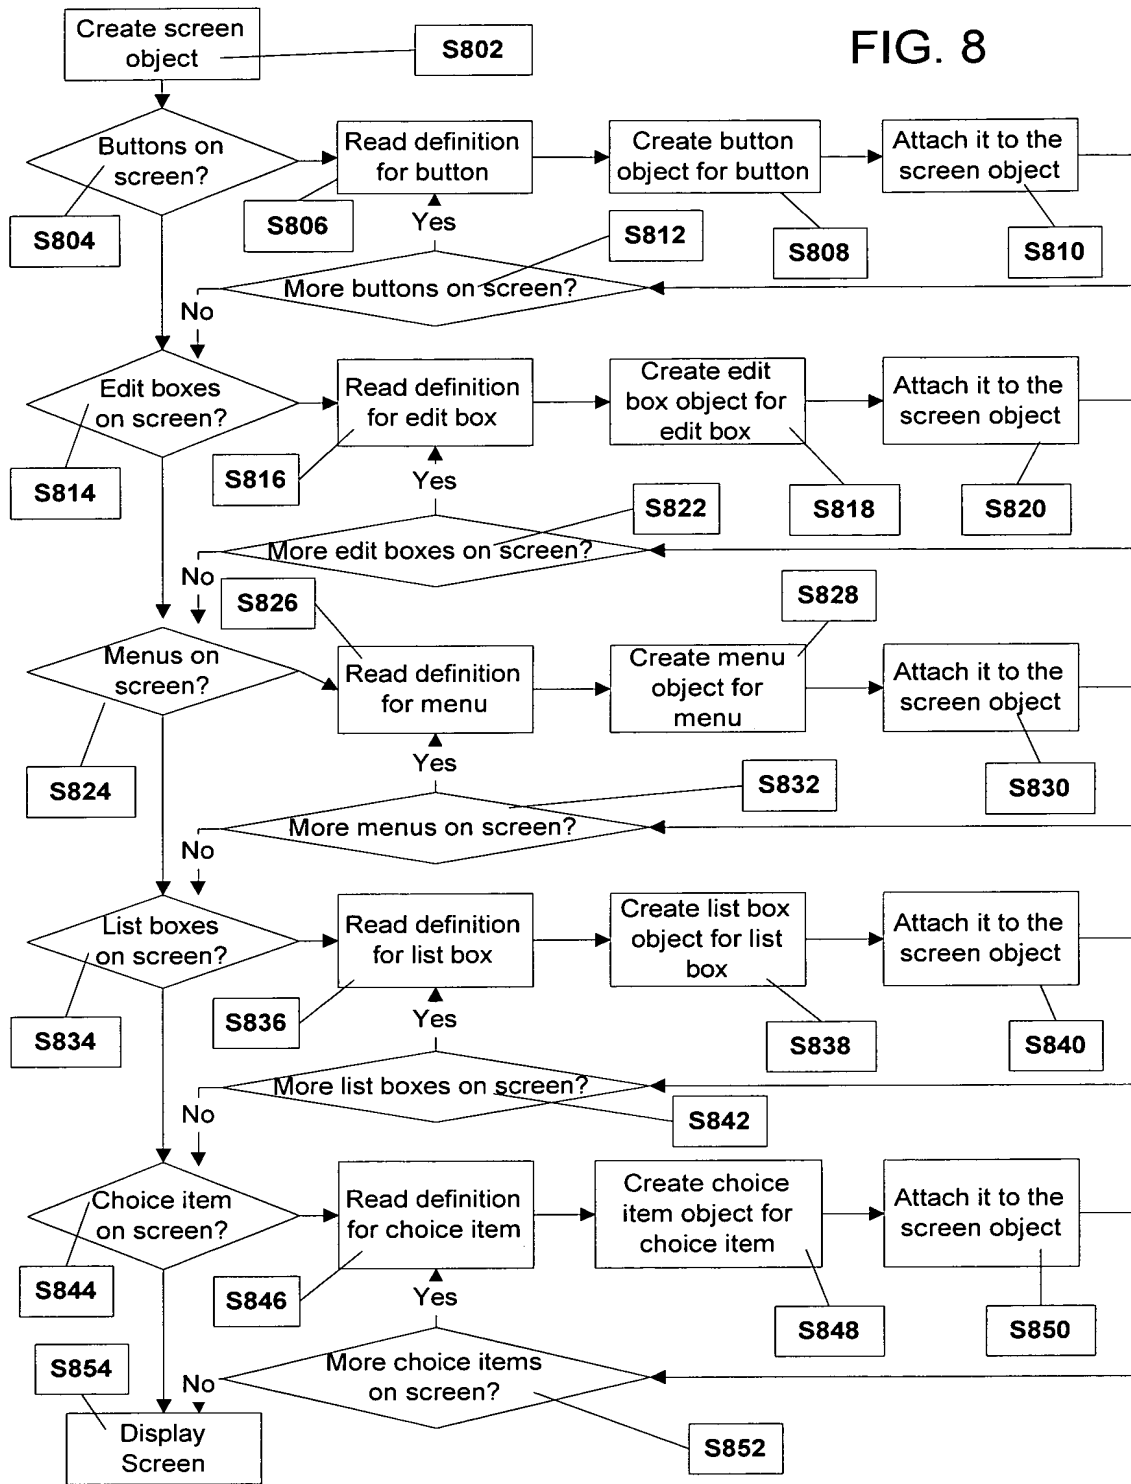 FIG. 8
Create screen
object
S802
Buttons on
screen?
S804
Read definition
for button
S806
Create button
object for button
S808
Attach it to the
screen object
S810
Yes
S812
More buttons on screen?
No
Edit boxes
on screen?
S814
Read definition
for edit box
S816
Create edit
box object for
edit box
S818
Attach it to the
screen object
S820
Yes
S822
More edit boxes on screen?
No
Menus on
screen?
S824
S826
Read definition
for menu
S828
Create menu
object for
menu
Attach it to the
screen object
S830
Yes
S832
More menus on screen?
No
List boxes
on screen?
S834
Read definition
for list box
S836
Create list box
object for list
box
S838
Attach it to the
screen object
S840
Yes
More list boxes on screen?
S842
No
Choice item
on screen?
S844
Read definition
for choice item
S846
Create choice
item object for
choice item
S848
Attach it to the
screen object
S850
Yes
More choice items
on screen?
S852
No
S854
Display
Screen